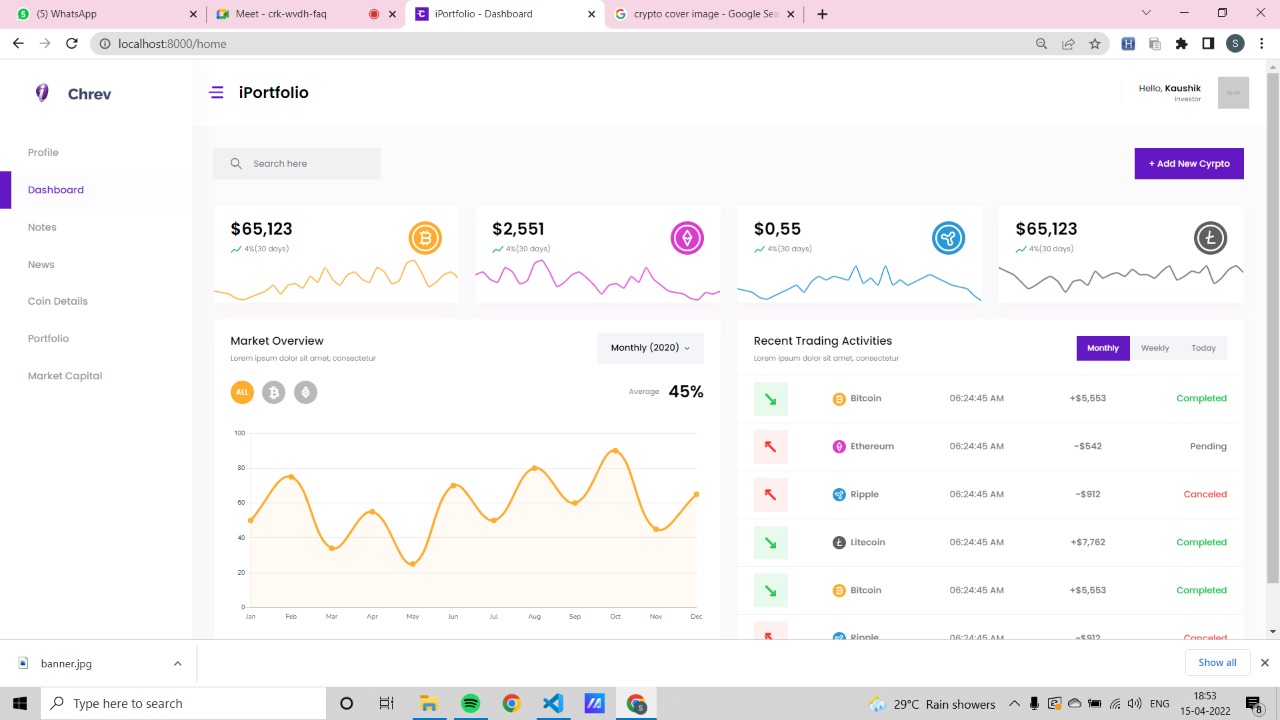 5
(5) WhatsApp
Meet - crk-wvdh-faq
iPortfolio - Dashboard
crypto cover image - Google Sea
localhost:8000/home
H
S
Chrev
iPortfolio
Hello, Kaushik
Investor
Profile
Dashboard
Notes
News
Coin Details
Portfolio
Market Capital
Search here
+ Add New Cyrpto
$65,123
4%(30 days)
$2,551
4%(30 days)
$0,55
4%(30 days)
$65,123
4%(30 days)
Market Overview
Lorem ipsum dolor sit amet, consectetur
Monthly (2020)
ALL
Average 45%
100
80
60
40
20
0
Jan Feb Mar Apr May Jun Jul Aug Sep Oct Nov Dec
Recent Trading Activities
Lorem ipsum dolor sit amet, consectetur
Monthly Weekly Today
Bitcoin 06:24:45 AM +$5,553 Completed
Ethereum 06:24:45 AM -$542 Pending
Ripple 06:24:45 AM -$912 Canceled
Litecoin 06:24:45 AM +$7,762 Completed
Bitcoin 06:24:45 AM +$5,553 Completed
Ripple 06:24:45 AM -$912 Canceled
banner.jpg
Show all
Type here to search
29°C Rain showers
ENG
18:53
15-04-2022
8